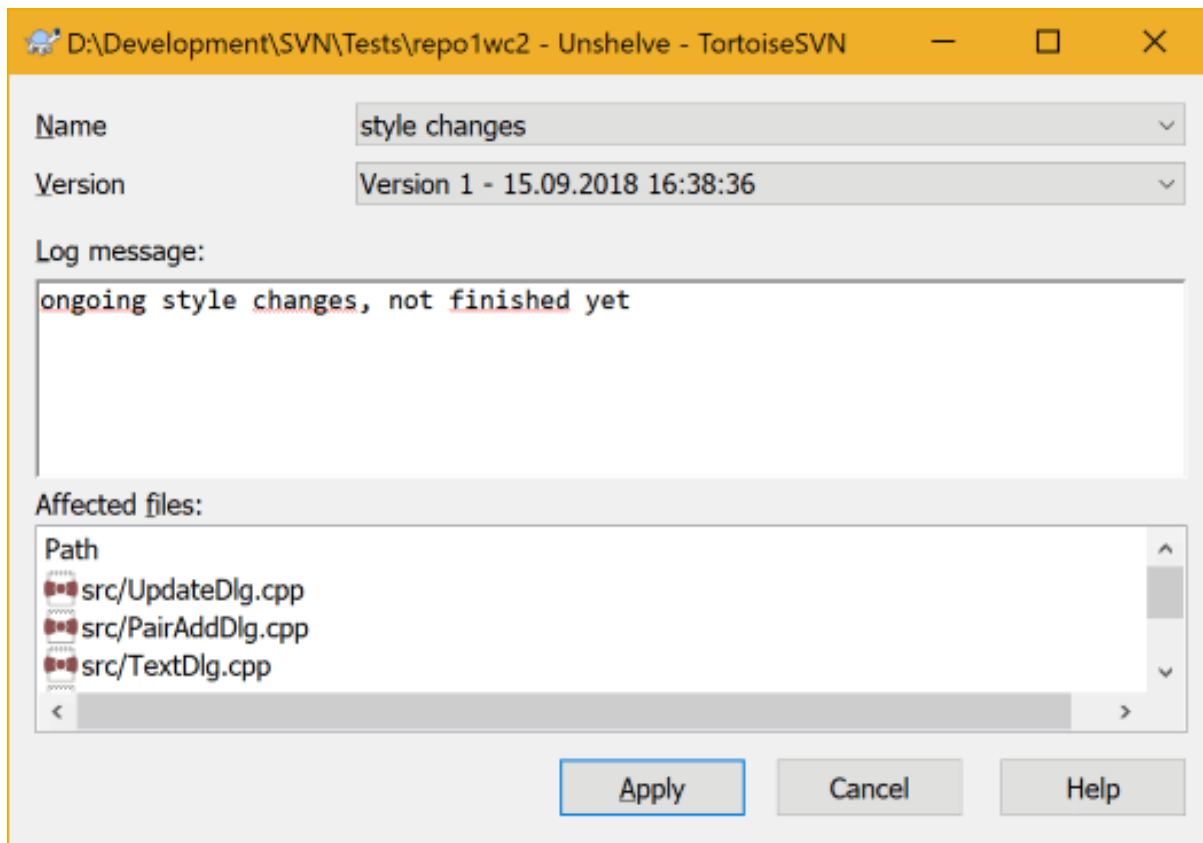 D:\Development\SVN\Tests\repo1wc2 - Unshelve - TortoiseSVN
Name style changes
Version Version 1 - 15.09.2018 16:38:36
Log message:
ongoing style changes, not finished yet
Affected files:
Path
src/UpdateDlg.cpp
src/PairAddDlg.cpp
src/TextDlg.cpp
Apply Cancel Help